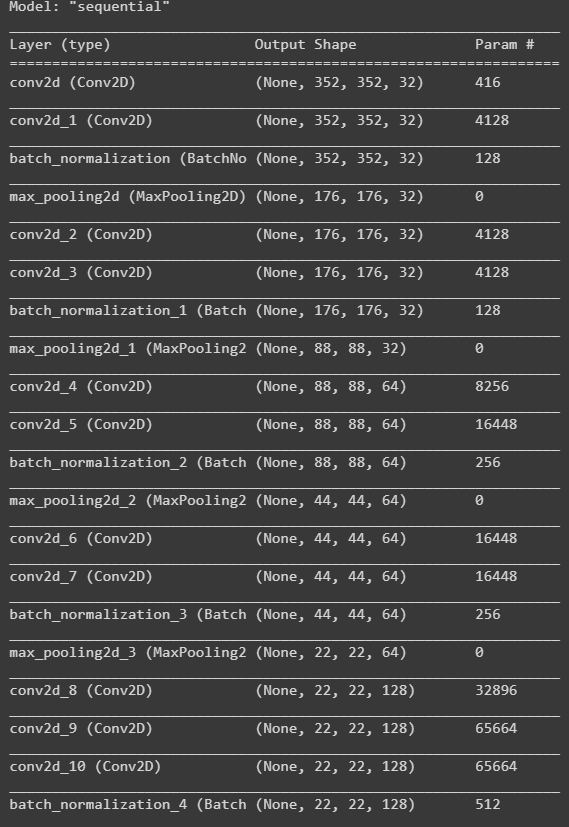 Model: "sequential"
_________________________________________________________________
Layer (type)                 Output Shape              Param #
=================================================================
conv2d (Conv2D)              (None, 352, 352, 32)      416
_________________________________________________________________
conv2d_1 (Conv2D)            (None, 352, 352, 32)      4128
_________________________________________________________________
batch_normalization (BatchNo (None, 352, 352, 32)      128
_________________________________________________________________
max_pooling2d (MaxPooling2D) (None, 176, 176, 32)      0
_________________________________________________________________
conv2d_2 (Conv2D)            (None, 176, 176, 32)      4128
_________________________________________________________________
conv2d_3 (Conv2D)            (None, 176, 176, 32)      4128
_________________________________________________________________
batch_normalization_1 (Batch (None, 176, 176, 32)      128
_________________________________________________________________
max_pooling2d_1 (MaxPooling2 (None, 88, 88, 32)        0
_________________________________________________________________
conv2d_4 (Conv2D)            (None, 88, 88, 64)        8256
_________________________________________________________________
conv2d_5 (Conv2D)            (None, 88, 88, 64)        16448
_________________________________________________________________
batch_normalization_2 (Batch (None, 88, 88, 64)        256
_________________________________________________________________
max_pooling2d_2 (MaxPooling2 (None, 44, 44, 64)        0
_________________________________________________________________
conv2d_6 (Conv2D)            (None, 44, 44, 64)        16448
_________________________________________________________________
conv2d_7 (Conv2D)            (None, 44, 44, 64)        16448
_________________________________________________________________
batch_normalization_3 (Batch (None, 44, 44, 64)        256
_________________________________________________________________
max_pooling2d_3 (MaxPooling2 (None, 22, 22, 64)        0
_________________________________________________________________
conv2d_8 (Conv2D)            (None, 22, 22, 128)       32896
_________________________________________________________________
conv2d_9 (Conv2D)            (None, 22, 22, 128)       65664
_________________________________________________________________
conv2d_10 (Conv2D)           (None, 22, 22, 128)       65664
_________________________________________________________________
batch_normalization_4 (Batch (None, 22, 22, 128)       512